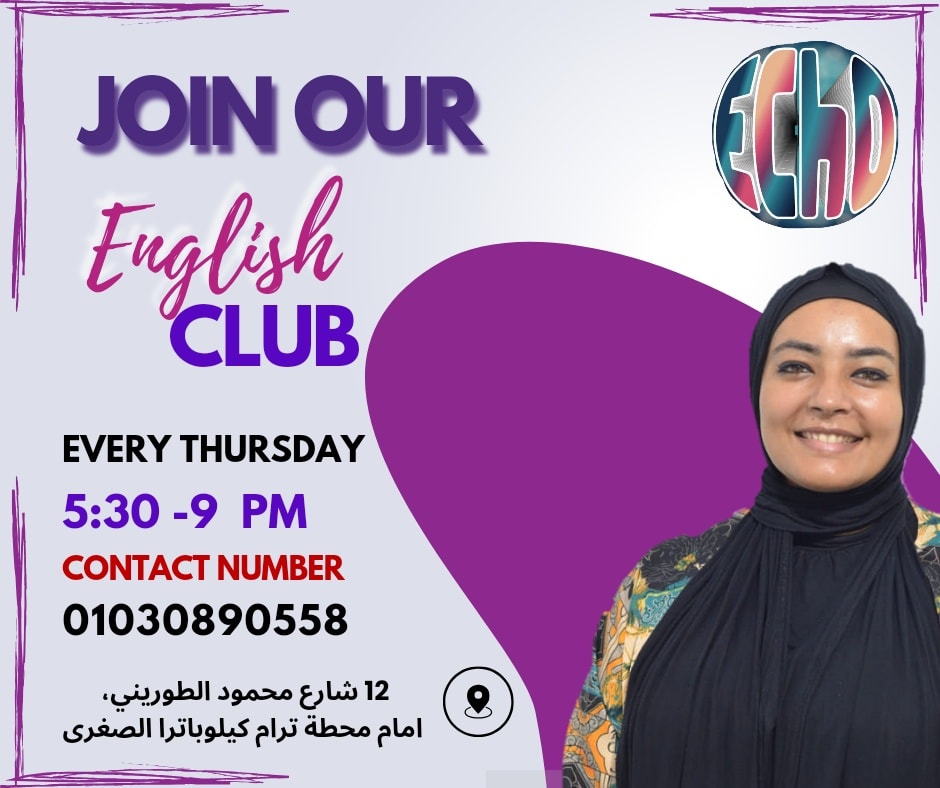 JOIN OUR
ECHO
English
CLUB
EVERY THURSDAY
5:30 -9 PM
CONTACT NUMBER
01030890558
12 شارع محمود الطوريني،
امام محطة ترام كيلوباترا الصغرى